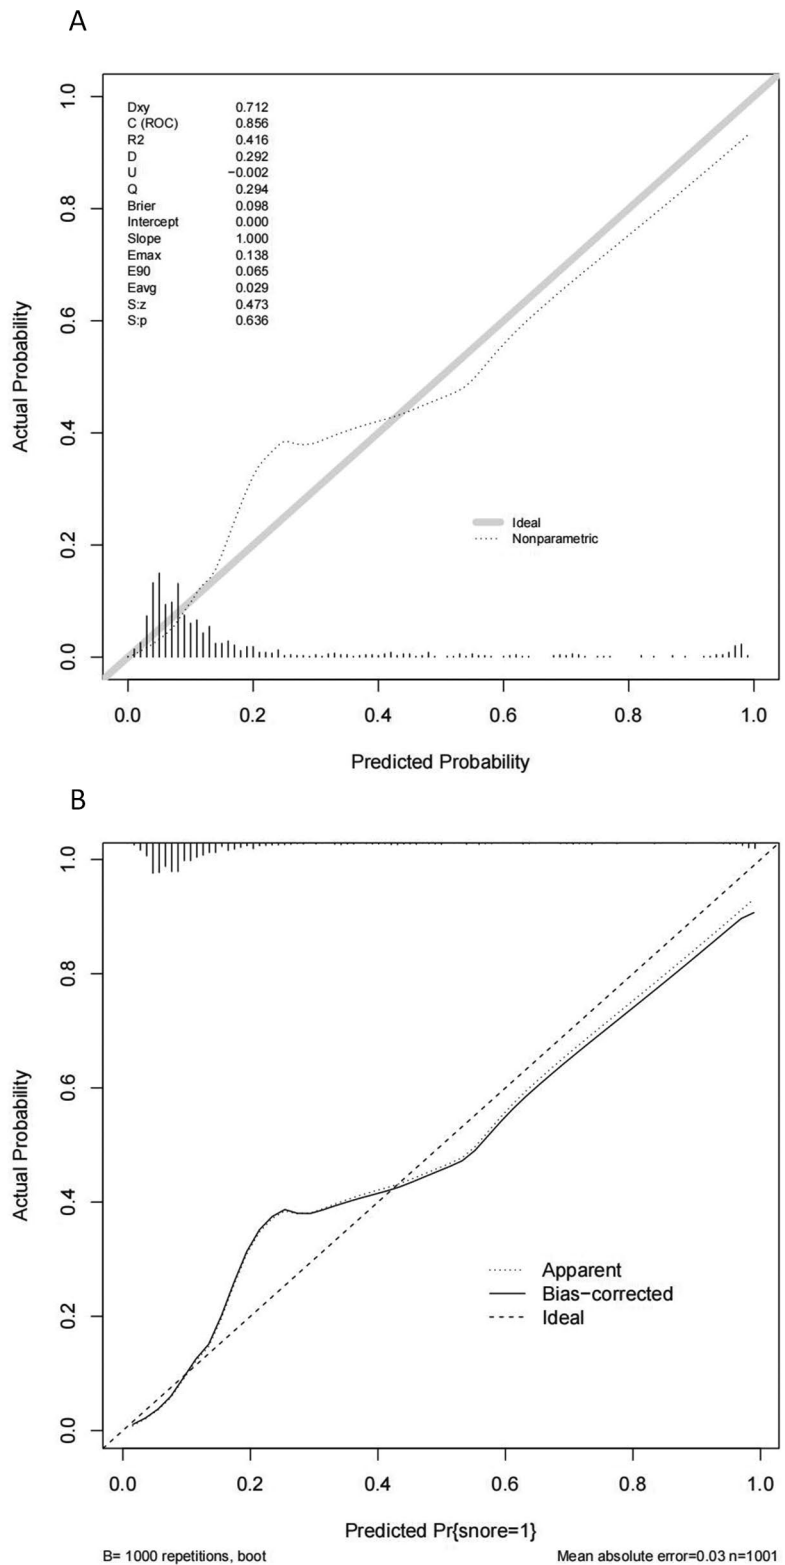 A
Dxy 0.712
C (ROC) 0.856
R2 0.416
D 0.292
U −0.002
Q 0.294
Brier 0.098
Intercept 0.000
Slope 1.000
Emax 0.138
E90 0.065
Eavg 0.029
S:z 0.473
S:p 0.636
1.0
0.8
0.6
0.4
0.2
0.0
Actual Probability
Ideal
Nonparametric
0.0 0.2 0.4 0.6 0.8 1.0
Predicted Probability
B
1.0
0.8
0.6
0.4
0.2
0.0
Actual Probability
Apparent
Bias−corrected
Ideal
0.0 0.2 0.4 0.6 0.8 1.0
Predicted Pr{snore=1}
B= 1000 repetitions, boot Mean absolute error=0.03 n=1001